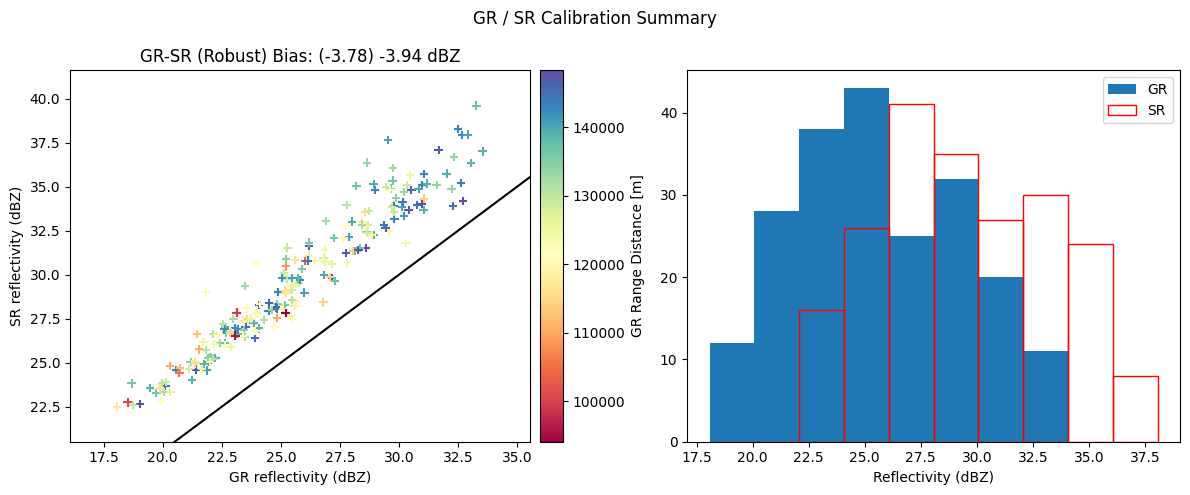 GR / SR Calibration Summary
GR-SR (Robust) Bias: (-3.78) -3.94 dBZ
SR reflectivity (dBZ)
40.0
37.5
35.0
32.5
30.0
27.5
25.0
22.5
17.5 20.0 22.5 25.0 27.5 30.0 32.5 35.0
GR reflectivity (dBZ)
140000
130000
120000
110000
100000
GR Range Distance [m]
40
30
20
10
0
17.5 20.0 22.5 25.0 27.5 30.0 32.5 35.0 37.5
Reflectivity (dBZ)
GR
SR